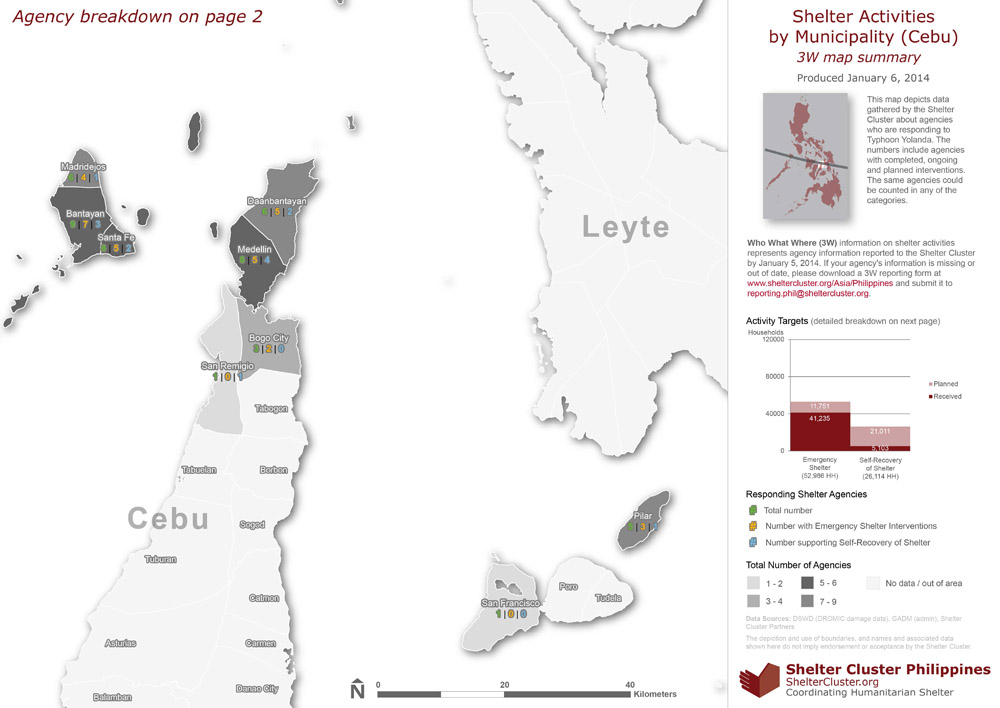 Agency breakdown on page 2
Madridejos
4
Bantayan
9 | 7 | 3
Santa Fe
5 | 2
Daanbantayan
5 | 2
Medellin
8 | 5 | 4
Bogo City
3 | 2 | 0
San Remigio
1 | 0 | 1
Tabogon
Tabuelan
Borbon
Cebu
Sogod
Tuburan
Catmon
Asturias
Carmen
Balamban
Danao City
Leyte
Pilar
3
San Francisco
1 | 0 | 0
Poro
Tudela
N
0 20 40
Kilometers
Shelter Activities
by Municipality (Cebu)
3W map summary
Produced January 6, 2014
This map depicts data
gathered by the Shelter
Cluster about agencies
who are responding to
Typhoon Yolanda. The
numbers include agencies
with completed, ongoing
and planned interventions.
The same agencies could
be counted in any of the
categories.
Who What Where (3W) information on shelter activities
represents agency information reported to the Shelter Cluster
by January 5, 2014. If your agency's information is missing or
out of date, please download a 3W reporting form at
www.sheltercluster.org/Asia/Philippines and submit it to
reporting.phil@sheltercluster.org.
Activity Targets (detailed breakdown on next page)
Households
120000
80000
40000
0
11,751
41,235
21,011
5,103
Planned
Received
Emergency
Shelter
(52,986 HH)
Self-Recovery
of Shelter
(26,114 HH)
Responding Shelter Agencies
Total number
Number with Emergency Shelter Interventions
Number supporting Self-Recovery of Shelter
Total Number of Agencies
1 - 2
5 - 6
No data / out of area
3 - 4
7 - 9
Data Sources: DSWD (DROMIC damage data), GADM (admin), Shelter
Cluster Partners
The depiction and use of boundaries, and names and associated data
shown here do not imply endorsement or acceptance by the Shelter Cluster.
Shelter Cluster Philippines
ShelterCluster.org
Coordinating Humanitarian Shelter